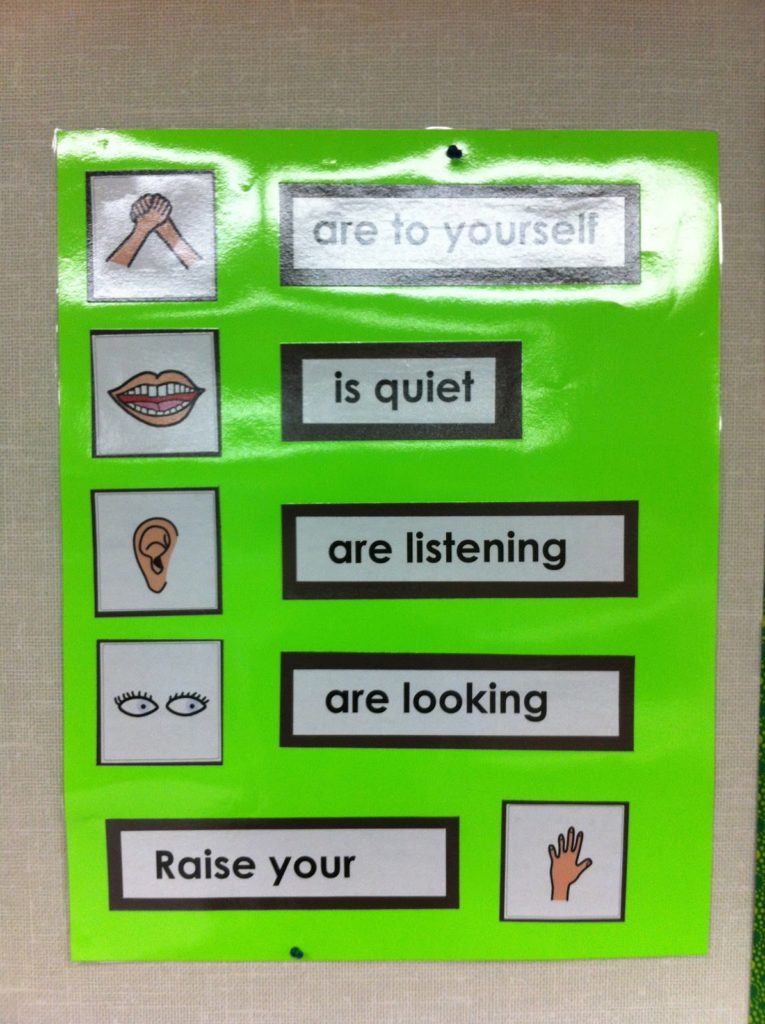 are to yourself
is quiet
are listening
are looking
Raise your